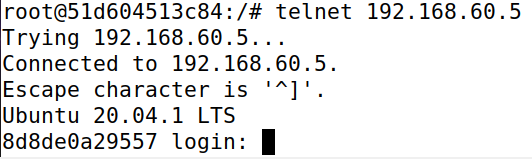 root@51d604513c84:/# telnet 192.168.60.5
Trying 192.168.60.5...
Connected to 192.168.60.5.
Escape character is '^]'.
Ubuntu 20.04.1 LTS
8d8de0a29557 login: